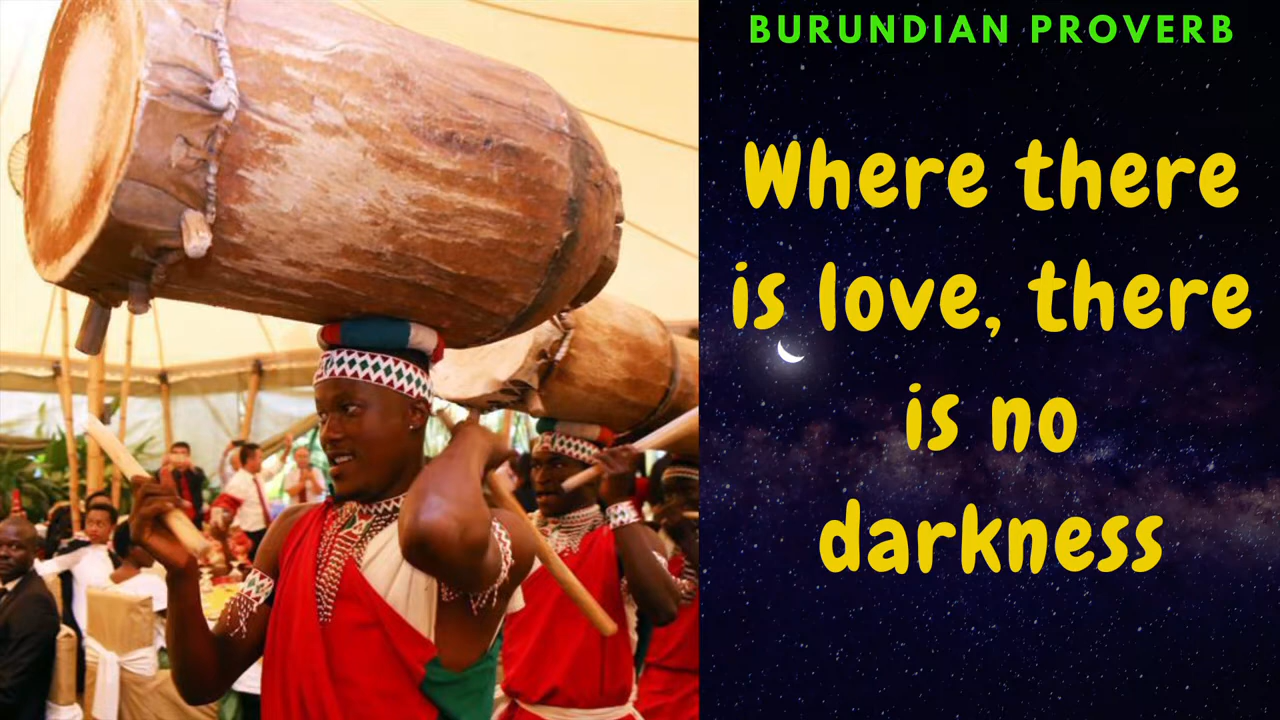 BURUNDIAN PROVERB
Where there
is love, there
is no
darkness